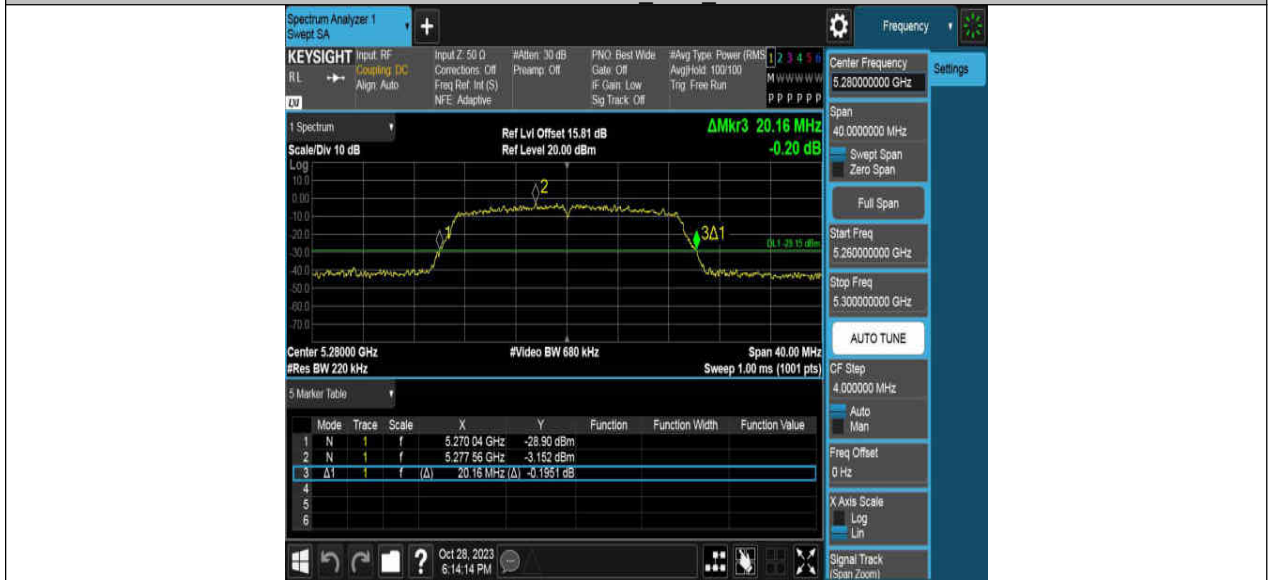 Spectrum Analyzer 1
Swept SA
+
Frequency
KEYSIGHT
RL
LXI
Input: RF
Coupling: DC
Align: Auto
Input Z: 50 Ω
Corrections: Off
Freq Ref: Int (S)
NFE: Adaptive
#Atten: 30 dB
Preamp: Off
PNO: Best Wide
Gate: Off
IF Gain: Low
Sig Track: Off
#Avg Type: Power (RMS
Avg|Hold: 100/100
Trig: Free Run
1 2 3 4 5 6
M W W W W W
P P P P P P
Center Frequency
5.280000000 GHz
Settings
Span
40.0000000 MHz
Swept Span
Zero Span
Full Span
Start Freq
5.260000000 GHz
Stop Freq
5.300000000 GHz
AUTO TUNE
CF Step
4.000000 MHz
Auto
Man
Freq Offset
0 Hz
X Axis Scale
Log
Lin
Signal Track
(Span Zoom)
1 Spectrum
Scale/Div 10 dB
Ref Lvl Offset 15.81 dB
Ref Level 20.00 dBm
ΔMkr3 20.16 MHz
-0.20 dB
Log
10.0
0.00
-10.0
-20.0
-30.0
-40.0
-50.0
-60.0
-70.0
1
2
3Δ1
DL1 -29.15 dBm
Center 5.28000 GHz
#Video BW 680 kHz
Span 40.00 MHz
#Res BW 220 kHz
Sweep 1.00 ms (1001 pts)
5 Marker Table
Mode Trace Scale X Y Function Function Width Function Value
1 N 1 f 5.270 04 GHz -28.90 dBm
2 N 1 f 5.277 56 GHz -3.152 dBm
3 Δ1 1 f (Δ) 20.16 MHz (Δ) -0.1951 dB
4
5
6
?
Oct 28, 2023
6:14:14 PM